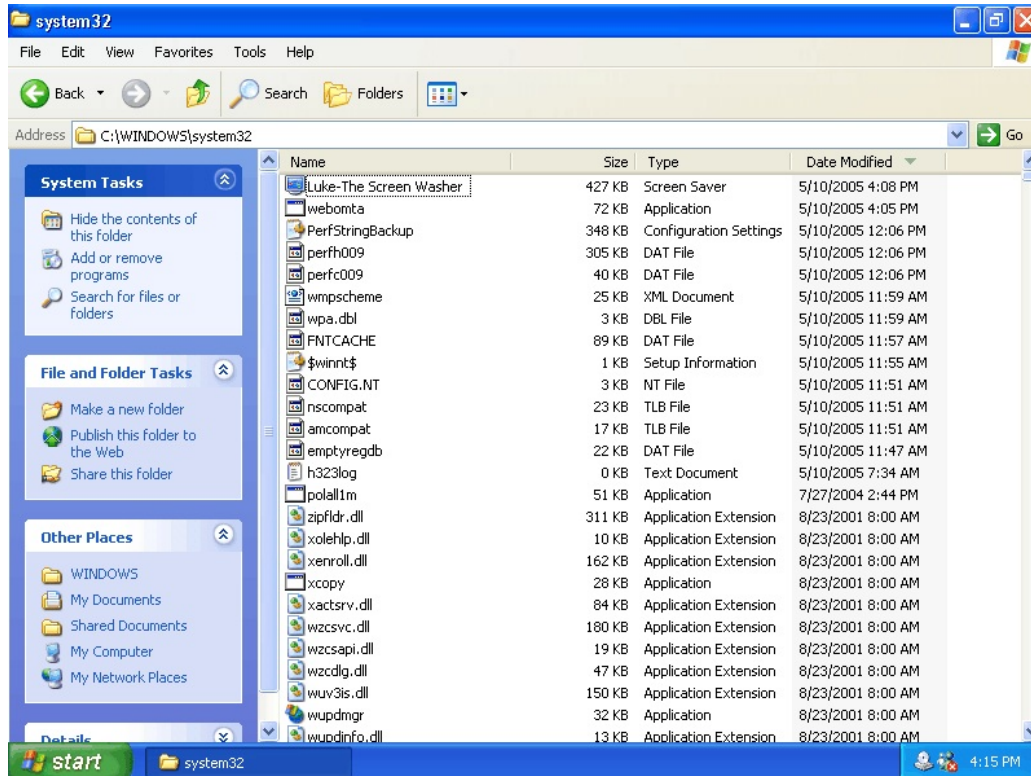 system32
File Edit View Favorites Tools Help
Back Search Folders
Address C:\WINDOWS\system32 Go
System Tasks
Hide the contents of
this folder
Add or remove
programs
Search for files or
folders
File and Folder Tasks
Make a new folder
Publish this folder to
the Web
Share this folder
Other Places
WINDOWS
My Documents
Shared Documents
My Computer
My Network Places
Details
Name Size Type Date Modified
Luke-The Screen Washer 427 KB Screen Saver 5/10/2005 4:08 PM
webomta 72 KB Application 5/10/2005 4:05 PM
PerfStringBackup 348 KB Configuration Settings 5/10/2005 12:06 PM
perfh009 305 KB DAT File 5/10/2005 12:06 PM
perfc009 40 KB DAT File 5/10/2005 12:06 PM
wmpscheme 25 KB XML Document 5/10/2005 11:59 AM
wpa.dbl 3 KB DBL File 5/10/2005 11:59 AM
FNTCACHE 89 KB DAT File 5/10/2005 11:57 AM
$winnt$ 1 KB Setup Information 5/10/2005 11:55 AM
CONFIG.NT 3 KB NT File 5/10/2005 11:51 AM
nscompat 23 KB TLB File 5/10/2005 11:51 AM
amcompat 17 KB TLB File 5/10/2005 11:51 AM
emptyregdb 22 KB DAT File 5/10/2005 11:47 AM
h323log 0 KB Text Document 5/10/2005 7:34 AM
polall1m 51 KB Application 7/27/2004 2:44 PM
zipfldr.dll 311 KB Application Extension 8/23/2001 8:00 AM
xolehlp.dll 10 KB Application Extension 8/23/2001 8:00 AM
xenroll.dll 162 KB Application Extension 8/23/2001 8:00 AM
xcopy 28 KB Application 8/23/2001 8:00 AM
xactsrv.dll 84 KB Application Extension 8/23/2001 8:00 AM
wzcsvc.dll 180 KB Application Extension 8/23/2001 8:00 AM
wzcsapi.dll 19 KB Application Extension 8/23/2001 8:00 AM
wzcdlg.dll 47 KB Application Extension 8/23/2001 8:00 AM
wuv3is.dll 150 KB Application Extension 8/23/2001 8:00 AM
wupdmgr 32 KB Application 8/23/2001 8:00 AM
wupdinfo.dll 13 KB Application Extension 8/23/2001 8:00 AM
start system32 4:15 PM